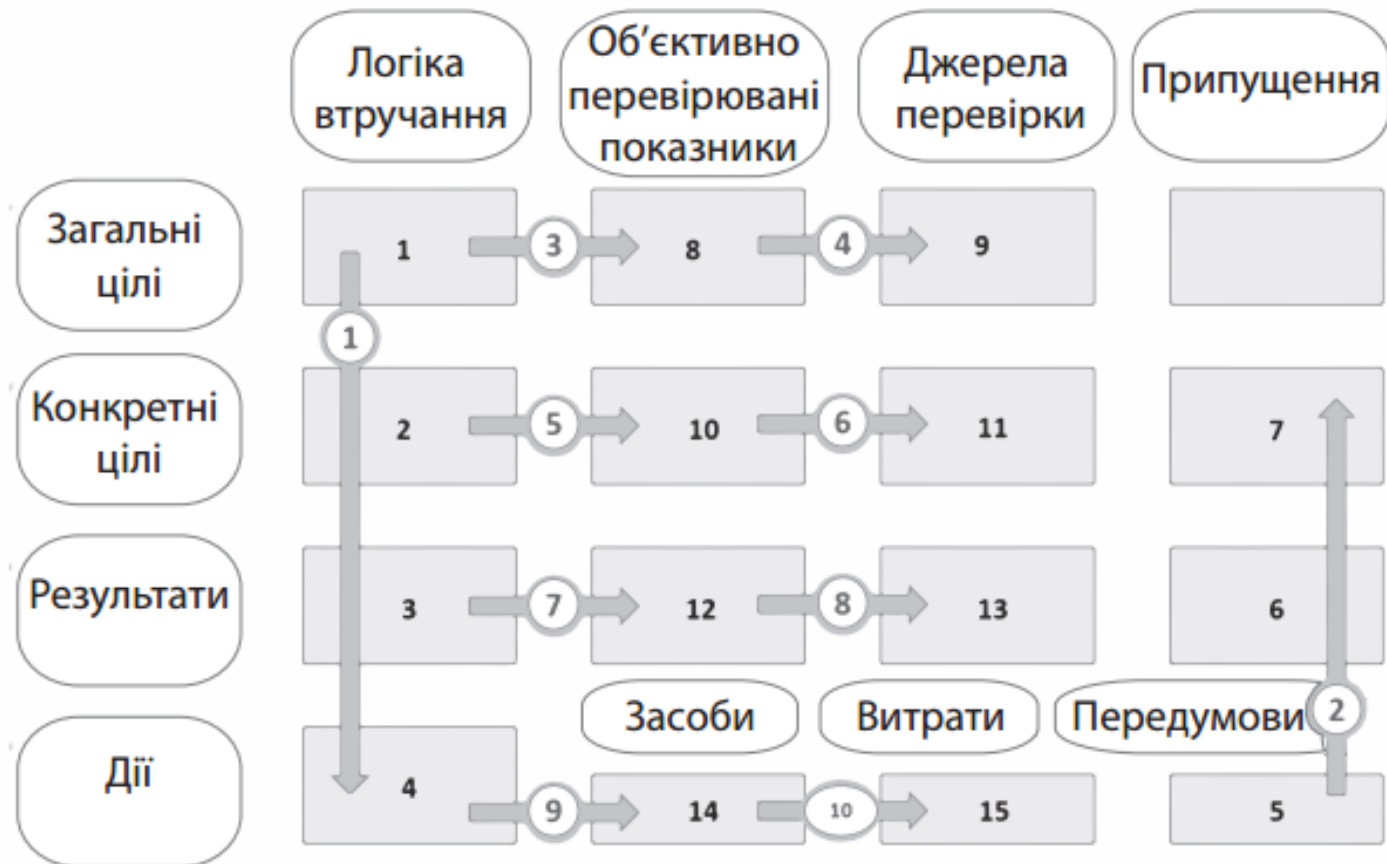 Логіка
втручання
Об’єктивно
перевірювані
показники
Джерела
перевірки
Припущення
Загальні
цілі
1
3
8
4
9
1
Конкретні
цілі
2
5
10
6
11
7
Результати
3
7
12
8
13
6
Засоби
Витрати
Передумови
2
Дії
4
9
14
10
15
5